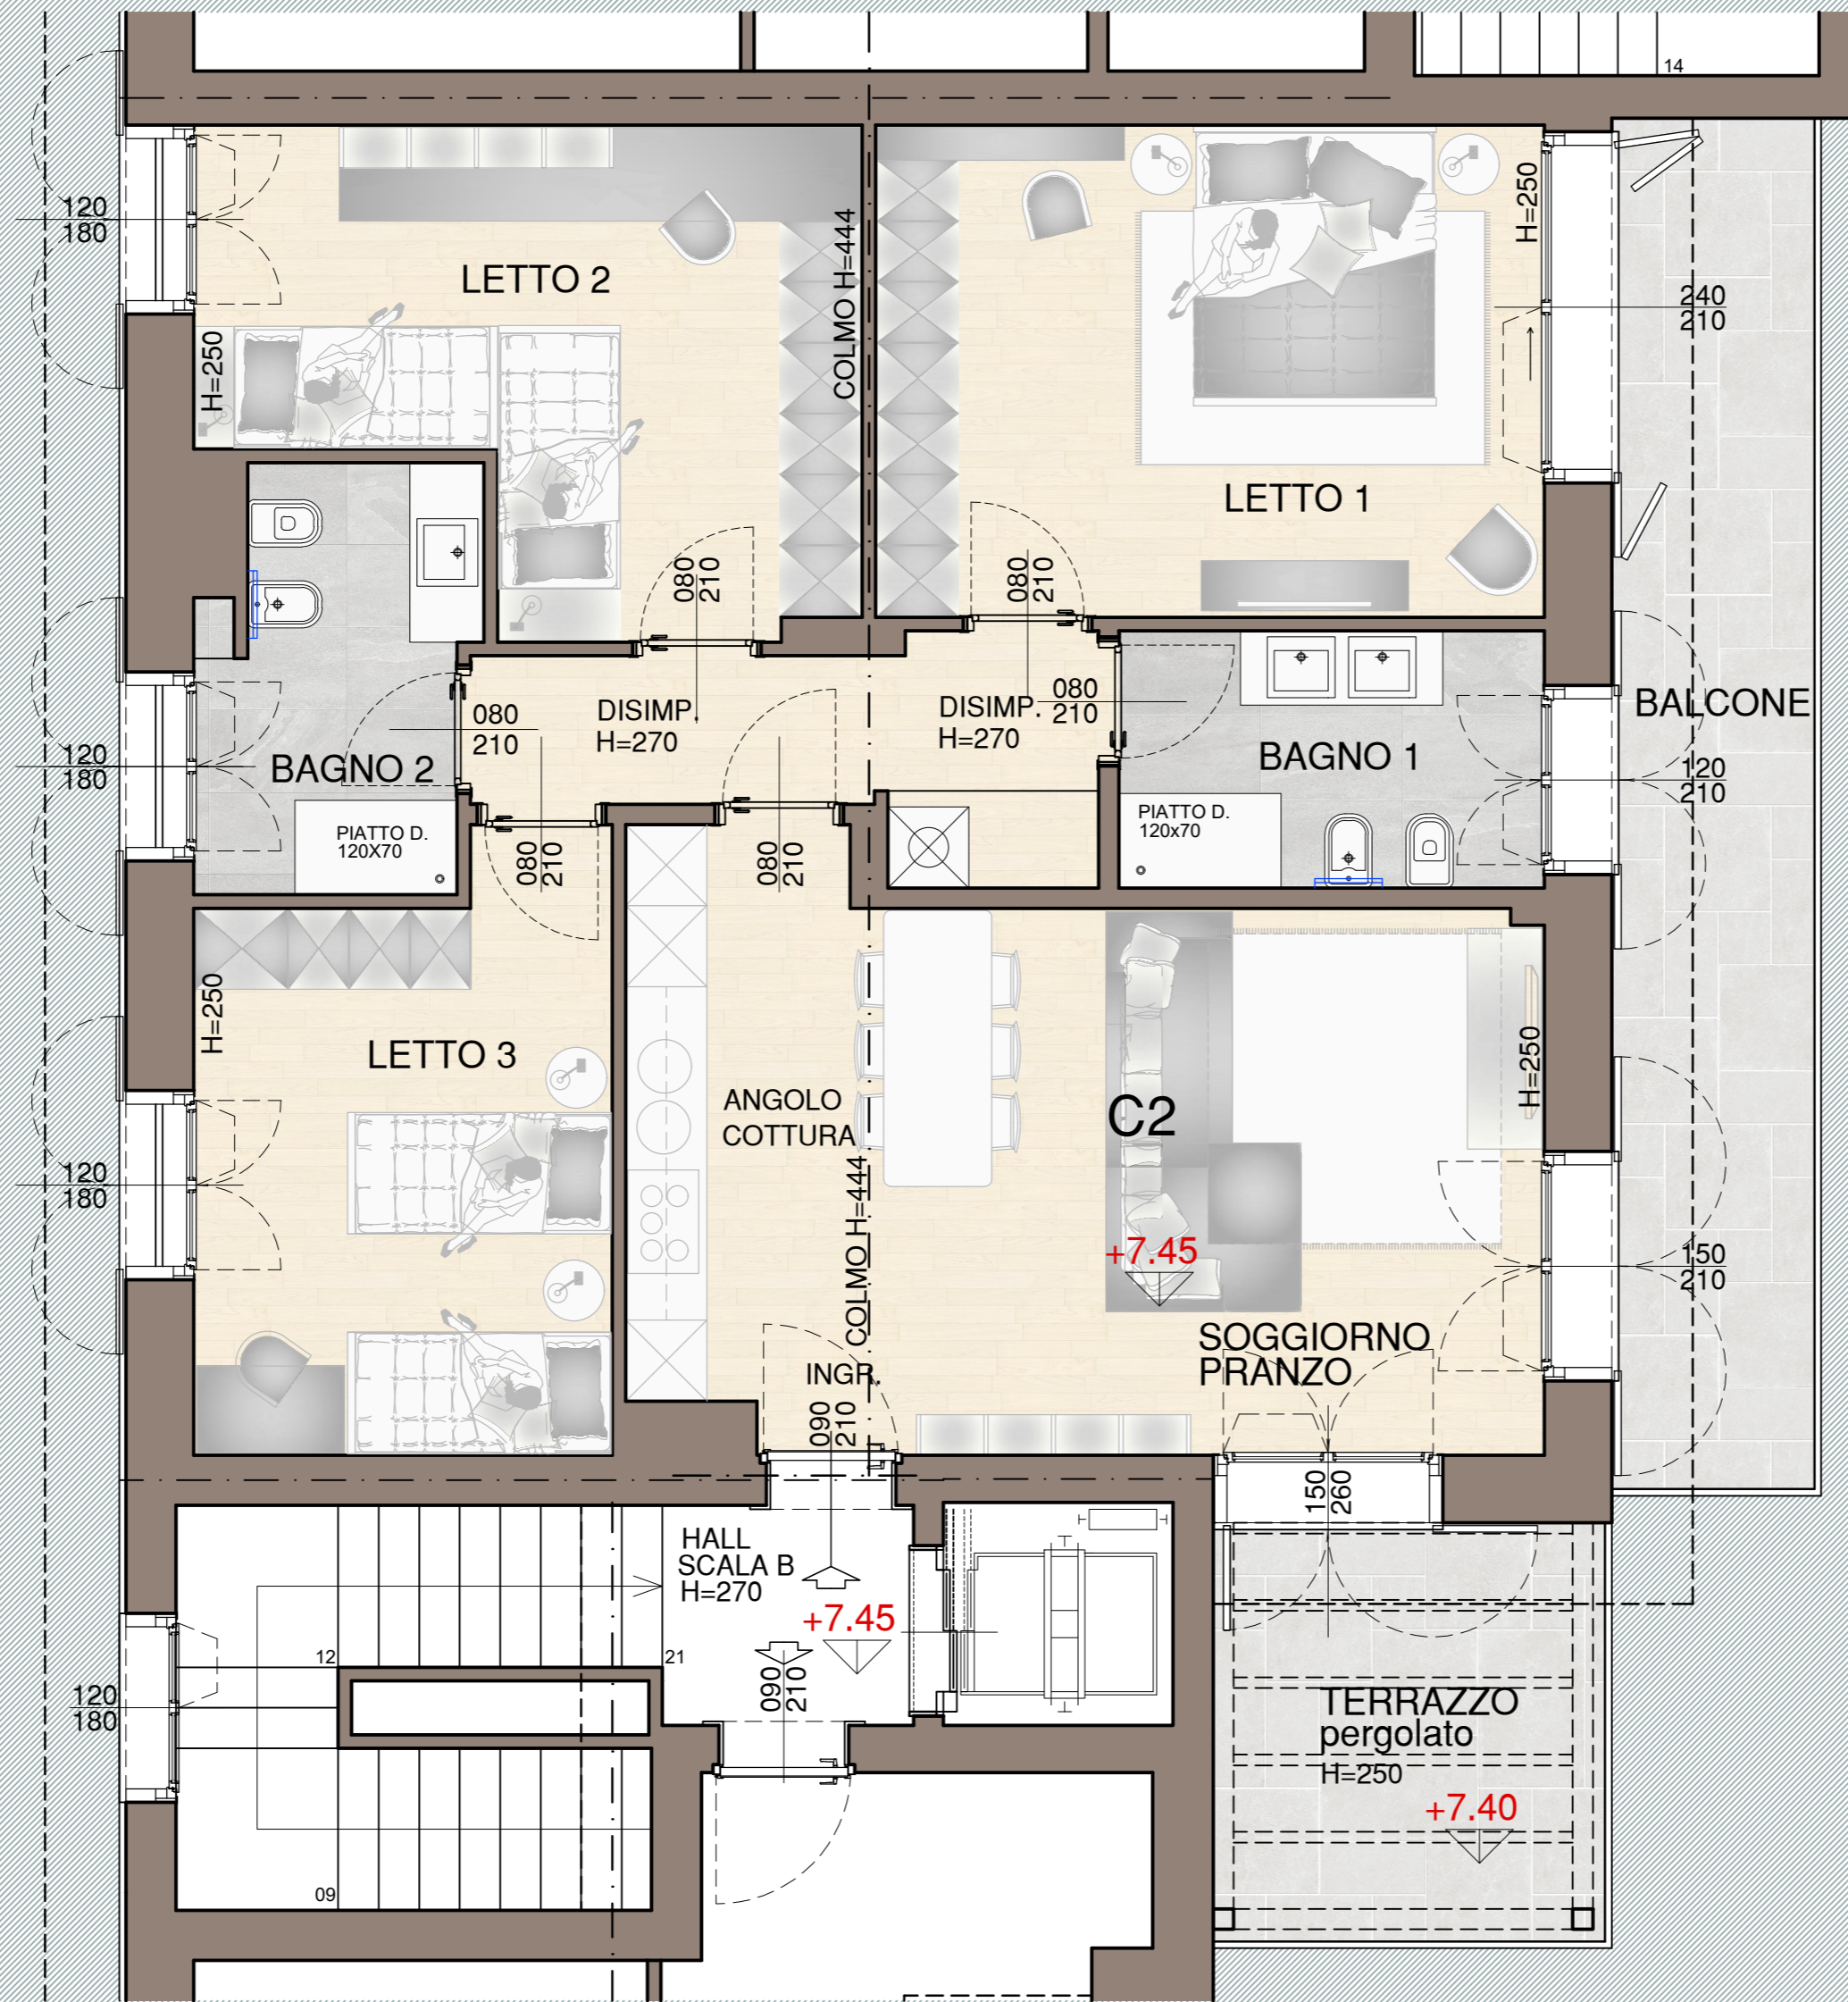 14
120
180
LETTO 2
H=250
COLMO H=444
H=250
240
210
LETTO 1
080
210
080
210
DISIMP.
H=270
DISIMP.
H=270
080
210
080
210
BAGNO 2
120
180
BAGNO 1
BALCONE
120
210
PIATTO D.
120X70
PIATTO D.
120x70
080
210
080
210
H=250
LETTO 3
ANGOLO
COTTURA
C2
H=250
120
180
COLMO H=444
+7.45
150
210
SOGGIORNO
PRANZO
INGR.
090
210
150
260
HALL
SCALA B
H=270
+7.45
12
21
090
210
120
180
TERRAZZO
pergolato
H=250
+7.40
09